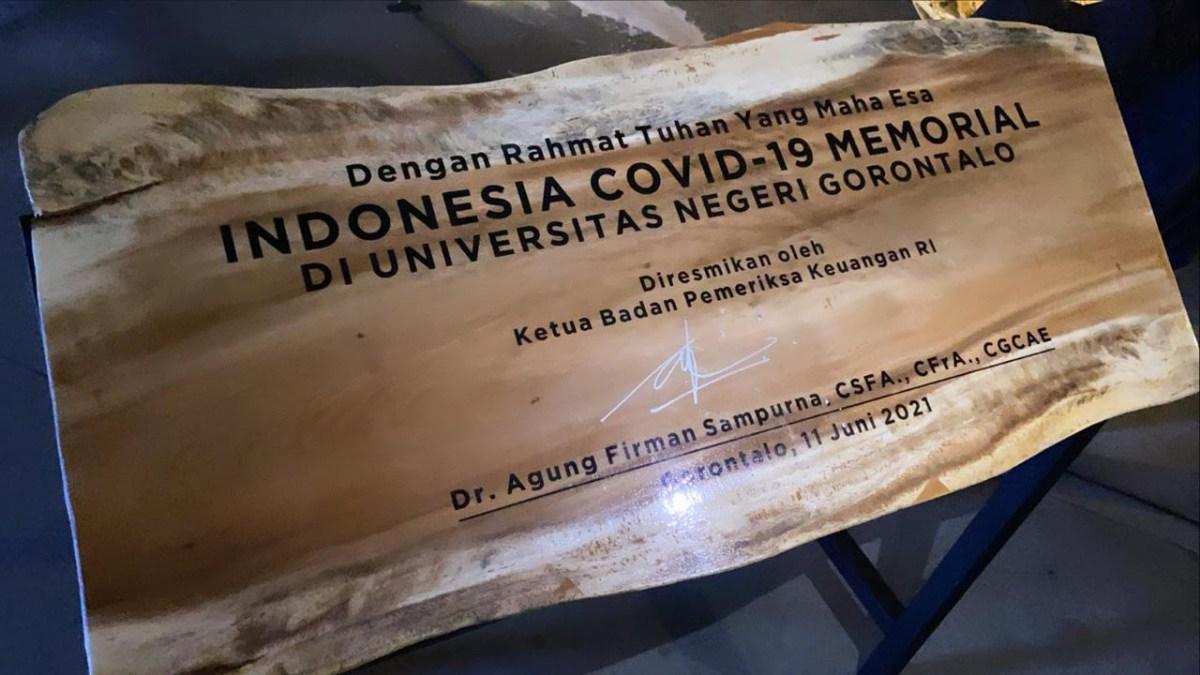 Dengan Rahmat Tuhan Yang Maha Esa
INDONESIA COVID-19 MEMORIAL
DI UNIVERSITAS NEGERI GORONTALO
Diresmikan oleh
Ketua Badan Pemeriksa Keuangan RI
Dr. Agung Firman Sampurna, CSFA., CFrA., CGCAE
Gorontalo, 11 Juni 2021